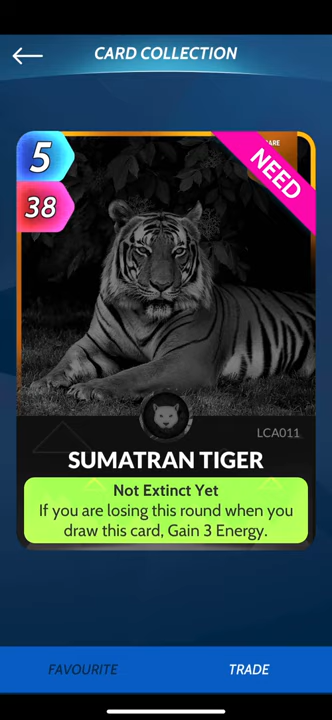 CARD COLLECTION
5
NEED
38
LCA011
SUMATRAN TIGER
Not Extinct Yet
If you are losing this round when you
draw this card, Gain 3 Energy.
FAVOURITE
TRADE